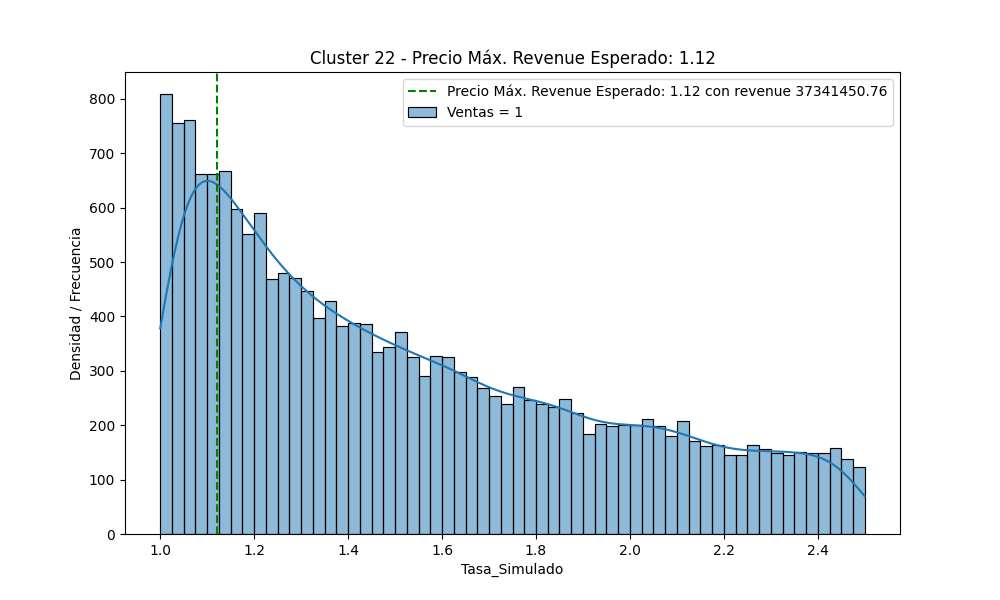 Cluster 22 - Precio Máx. Revenue Esperado: 1.12
Precio Máx. Revenue Esperado: 1.12 con revenue 37341450.76
Ventas = 1
Densidad / Frecuencia
800
700
600
500
400
300
200
100
0
1.0 1.2 1.4 1.6 1.8 2.0 2.2 2.4
Tasa_Simulado